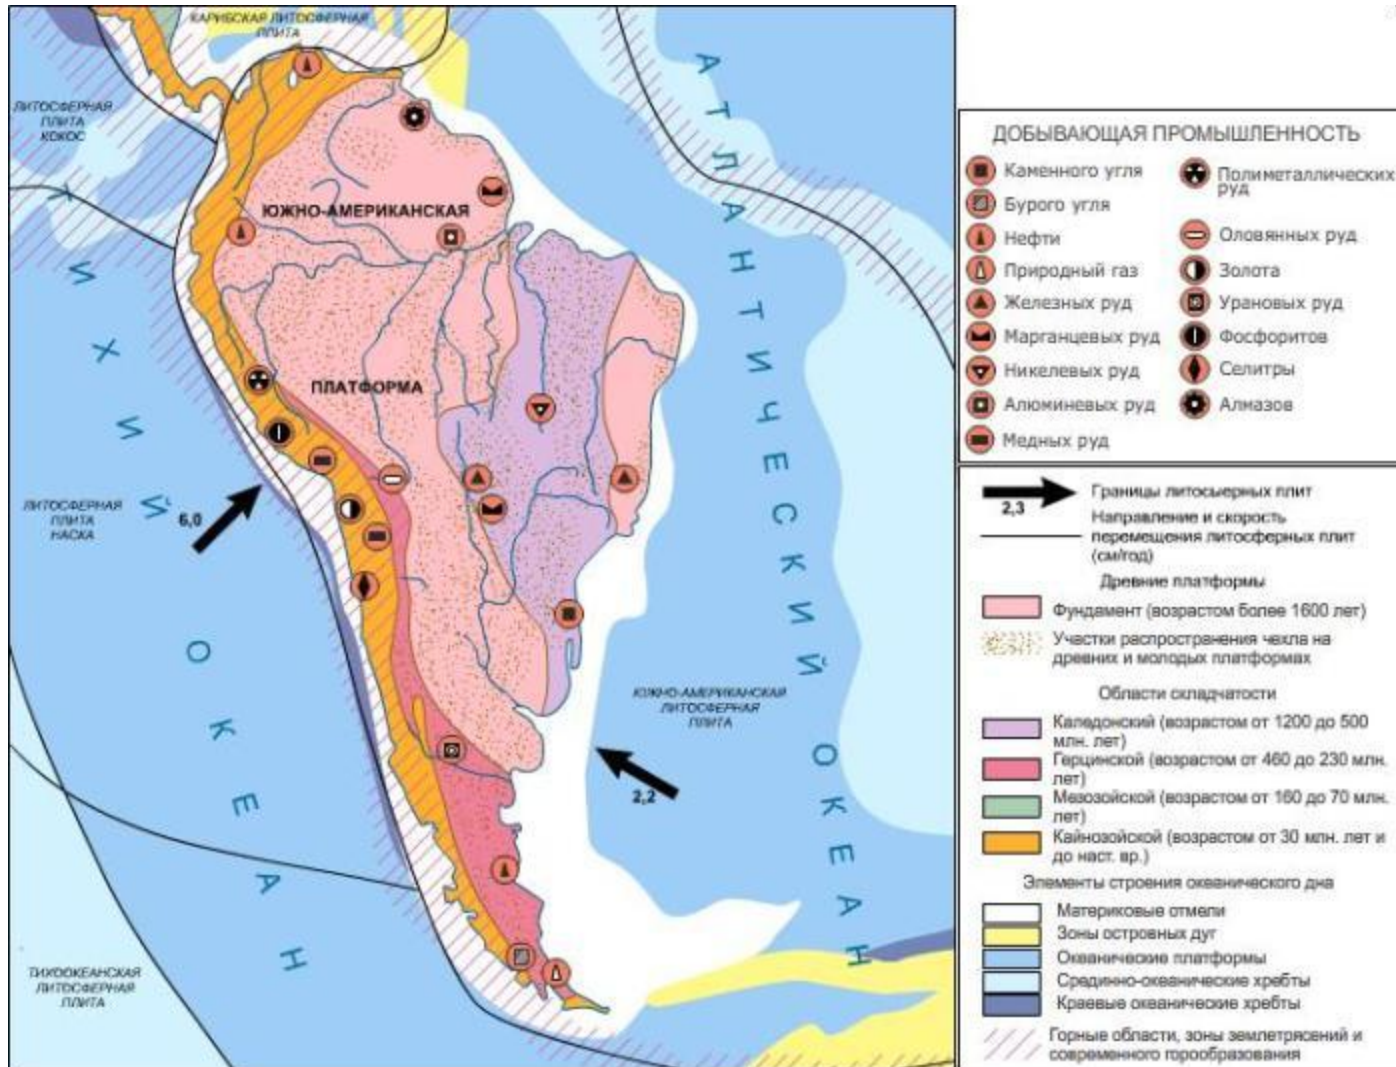 КАРИБСКАЯ ЛИТОСФЕРНАЯ
ПЛИТА
ЛИТОСФЕРНАЯ
ПЛИТА
КОКОС
АТЛАНТИЧЕСКИЙ ОКЕАН
ТИХИЙ ОКЕАН
ЮЖНО-АМЕРИКАНСКАЯ
ПЛАТФОРМА
ЛИТОСФЕРНАЯ
ПЛИТА
НАСКА
6,0
ЮЖНО-АМЕРИКАНСКАЯ
ЛИТОСФЕРНАЯ
ПЛИТА
2,2
ТИХООКЕАНСКАЯ
ЛИТОСФЕРНАЯ
ПЛИТА
ДОБЫВАЮЩАЯ ПРОМЫШЛЕННОСТЬ
Каменного угля
Бурого угля
Нефти
Природный газ
Железных руд
Марганцевых руд
Никелевых руд
Алюминевых руд
Медных руд
Полиметаллических
руд
Оловянных руд
Золота
Урановых руд
Фосфоритов
Селитры
Алмазов
2,3
Границы литосыерных плит
Направление и скорость
перемещения литосферных плит
(см/год)
Древние платформы
Фундамент (возрастом более 1600 лет)
Участки распространения чехла на
древних и молодых платформах
Области складчатости
Каледонский (возрастом от 1200 до 500
млн. лет)
Герцинской (возрастом от 460 до 230 млн.
лет)
Мезозойской (возрастом от 160 до 70 млн.
лет)
Кайнозойской (возрастом от 30 млн. лет и
до наст. вр.)
Элементы строения океанического дна
Материковые отмели
Зоны островных дуг
Океанические платформы
Срединно-океанические хребты
Краевые океанические хребты
Горные области, зоны землетрясений и
современного горообразования